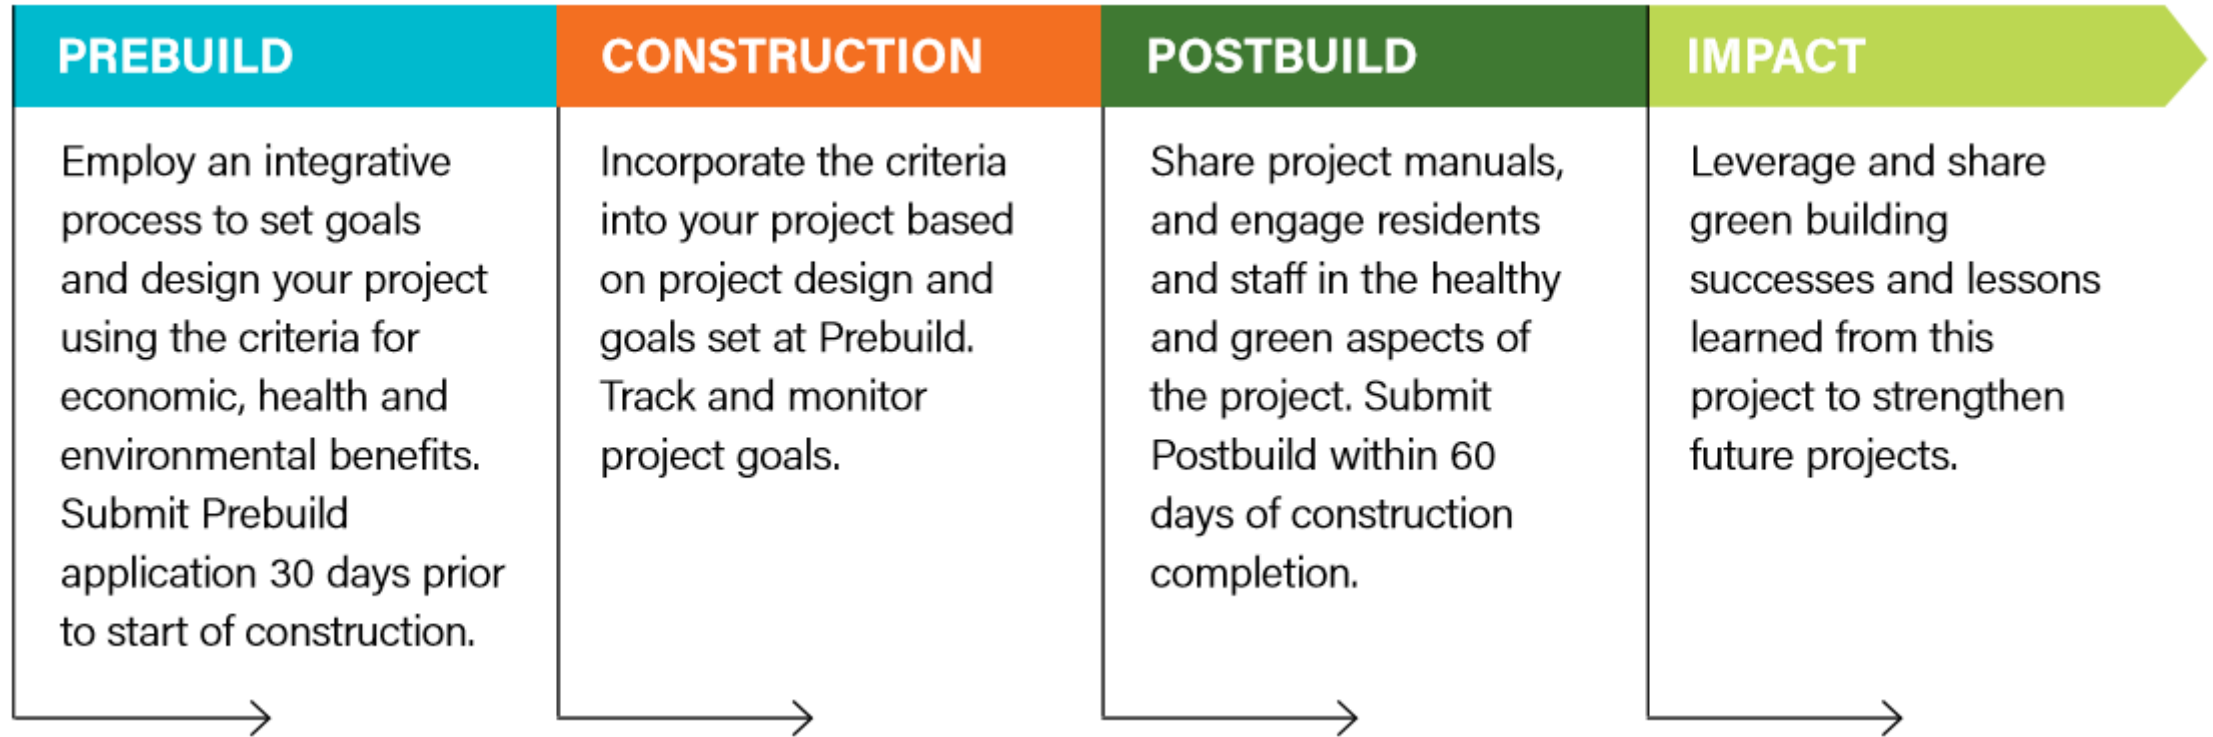 PREBUILD
Employ an integrative
process to set goals
and design your project
using the criteria for
economic, health and
environmental benefits.
Submit Prebuild
application 30 days prior
to start of construction.
CONSTRUCTION
Incorporate the criteria
into your project based
on project design and
goals set at Prebuild.
Track and monitor
project goals.
POSTBUILD
Share project manuals,
and engage residents
and staff in the healthy
and green aspects of
the project. Submit
Postbuild within 60
days of construction
completion.
IMPACT
Leverage and share
green building
successes and lessons
learned from this
project to strengthen
future projects.